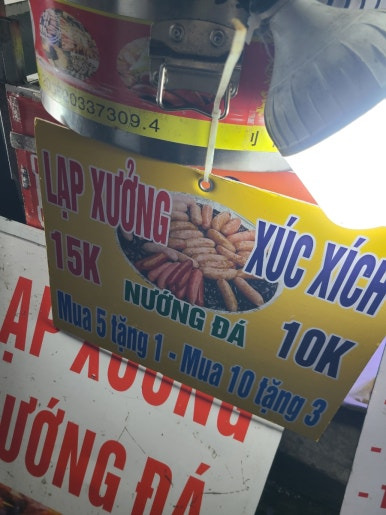 0337309.4
LẠP XƯỞNG
15K
XÚC XÍCH
10K
NƯỚNG ĐÁ
Mua 5 tặng 1 - Mua 10 tặng 3
ẠP XƯỞNG
ƯỚNG ĐÁ